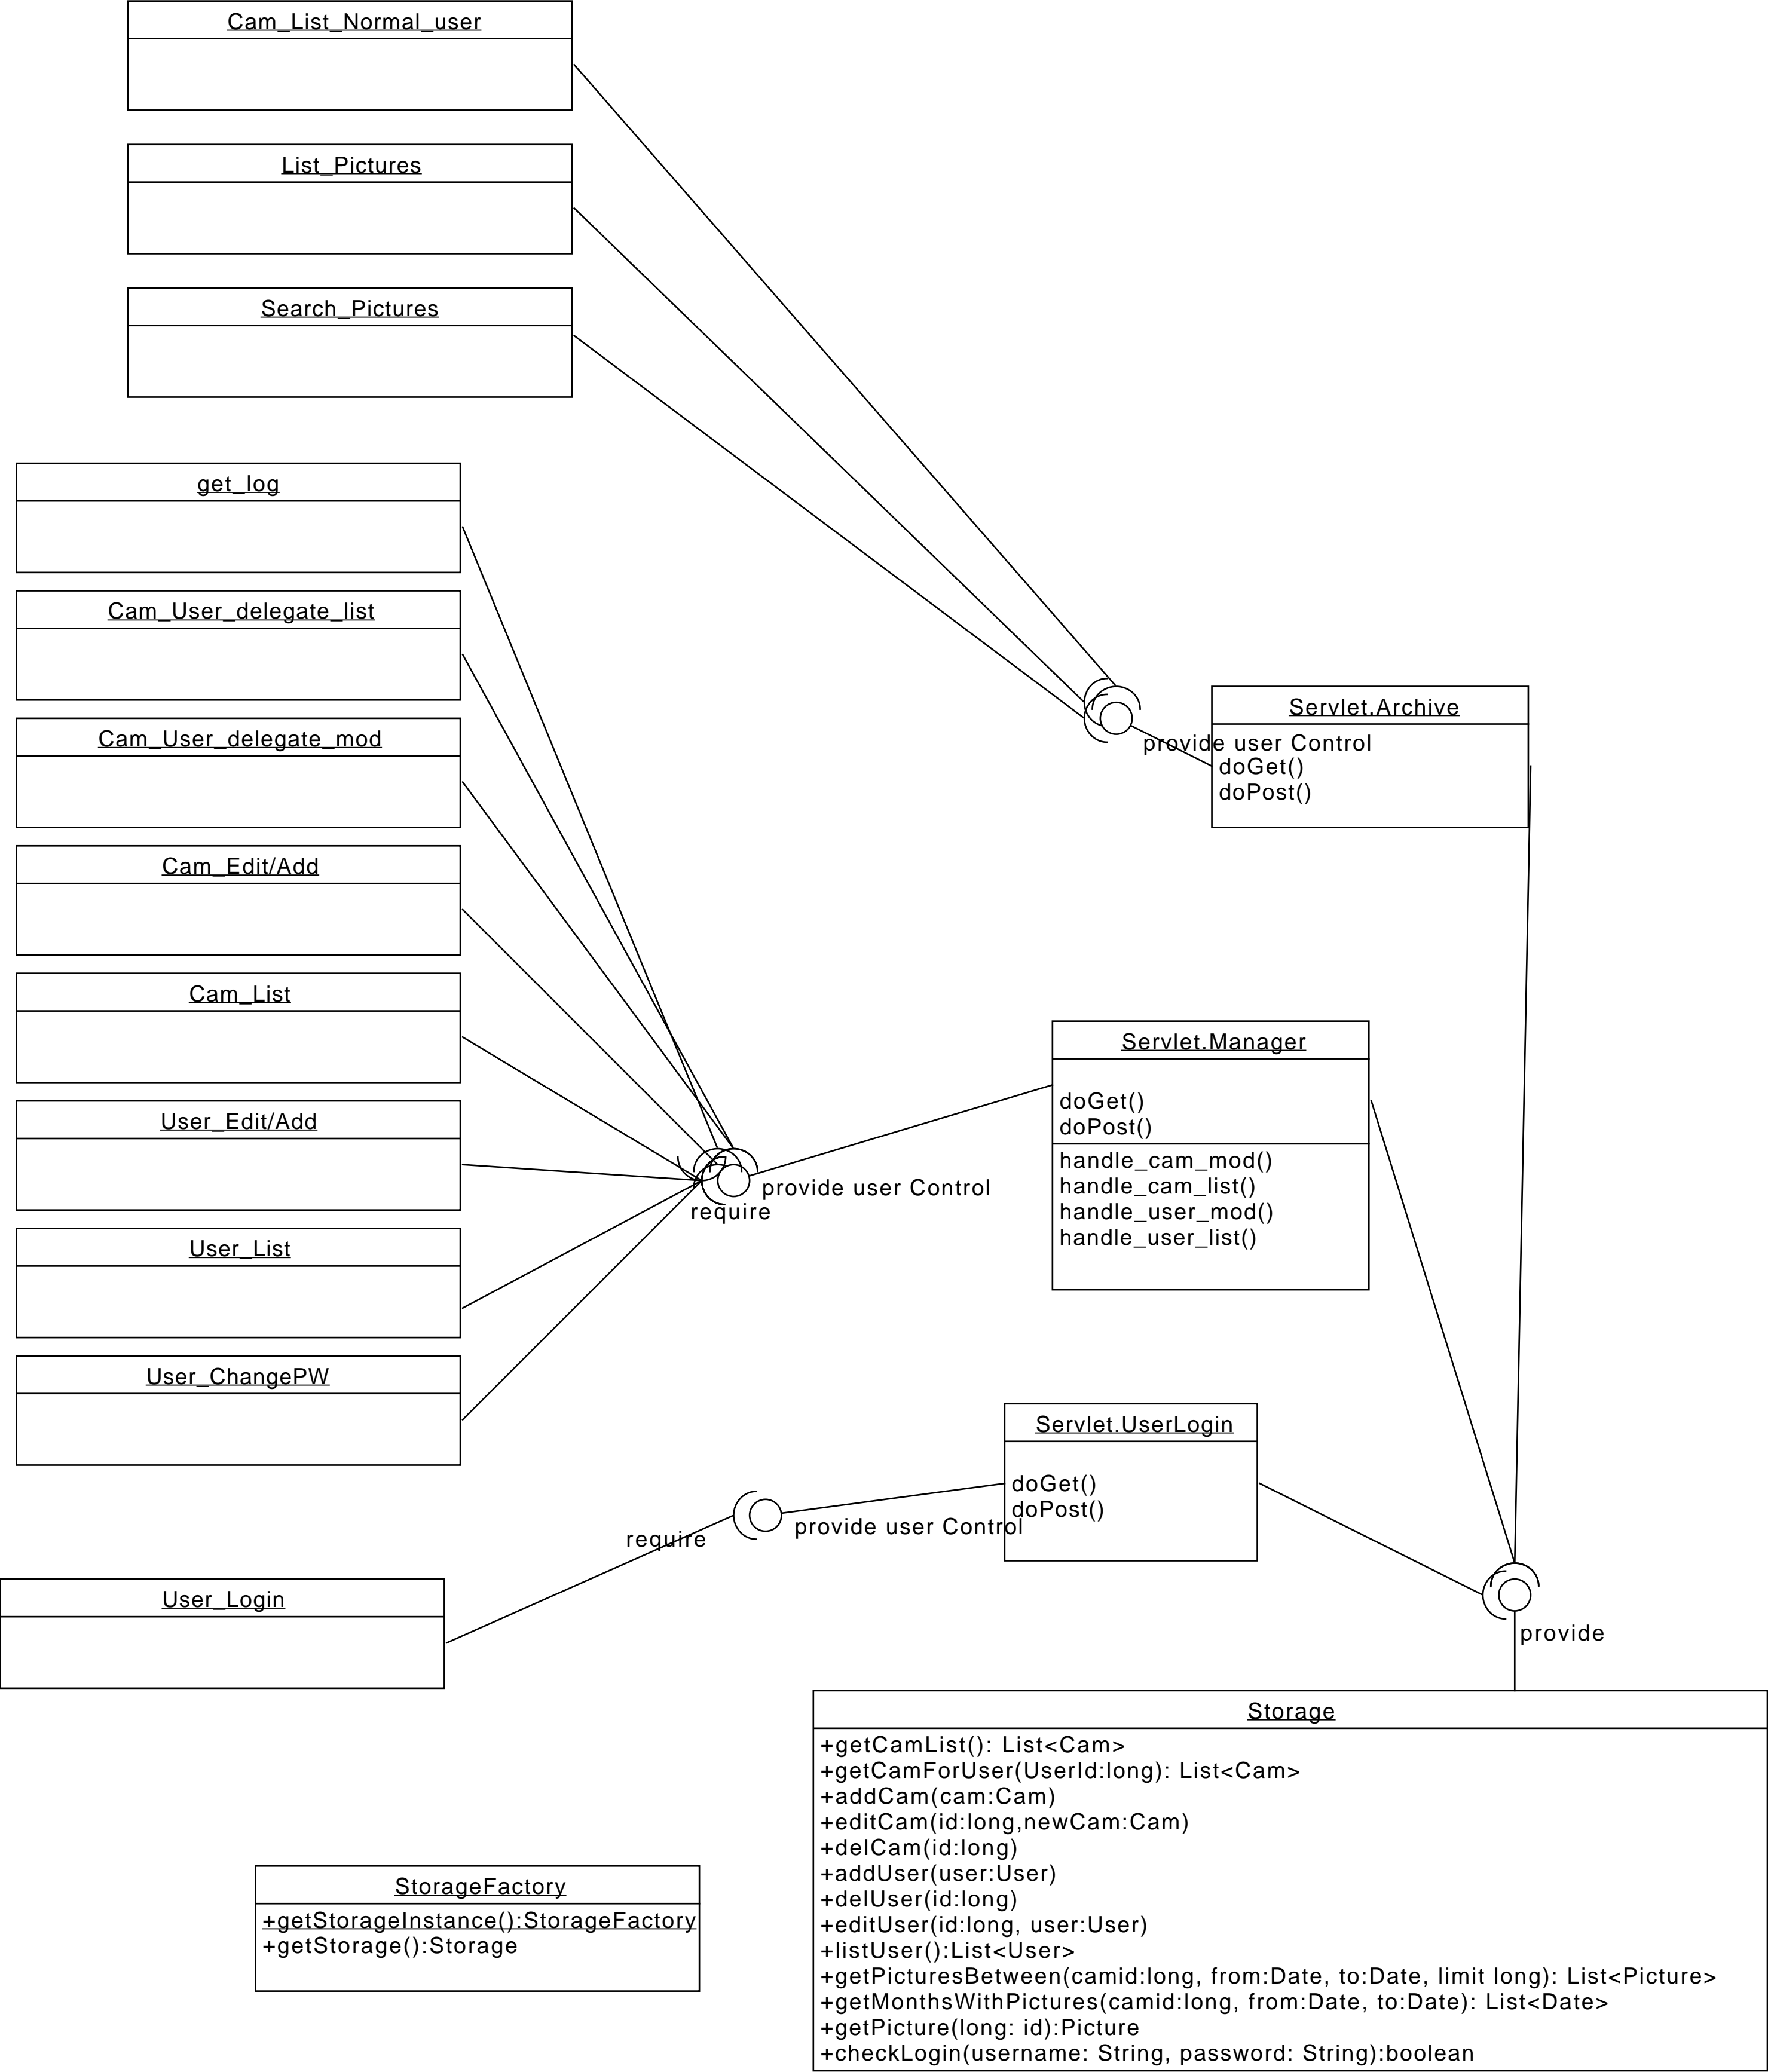 Cam_List_Normal_user
List_Pictures
Search_Pictures
get_log
Cam_User_delegate_list
Cam_User_delegate_mod
Cam_Edit/Add
Cam_List
User_Edit/Add
User_List
User_ChangePW
User_Login
require
provide user Control
require
provide user Control
provide user Control
Servlet.Archive
doGet()
doPost()
Servlet.Manager
doGet()
doPost()
handle_cam_mod()
handle_cam_list()
handle_user_mod()
handle_user_list()
Servlet.UserLogin
doGet()
doPost()
provide
StorageFactory
+getStorageInstance():StorageFactory
+getStorage():Storage
Storage
+getCamList(): List<Cam>
+getCamForUser(UserId:long): List<Cam>
+addCam(cam:Cam)
+editCam(id:long,newCam:Cam)
+delCam(id:long)
+addUser(user:User)
+delUser(id:long)
+editUser(id:long, user:User)
+listUser():List<User>
+getPicturesBetween(camid:long, from:Date, to:Date, limit long): List<Picture>
+getMonthsWithPictures(camid:long, from:Date, to:Date): List<Date>
+getPicture(long: id):Picture
+checkLogin(username: String, password: String):boolean